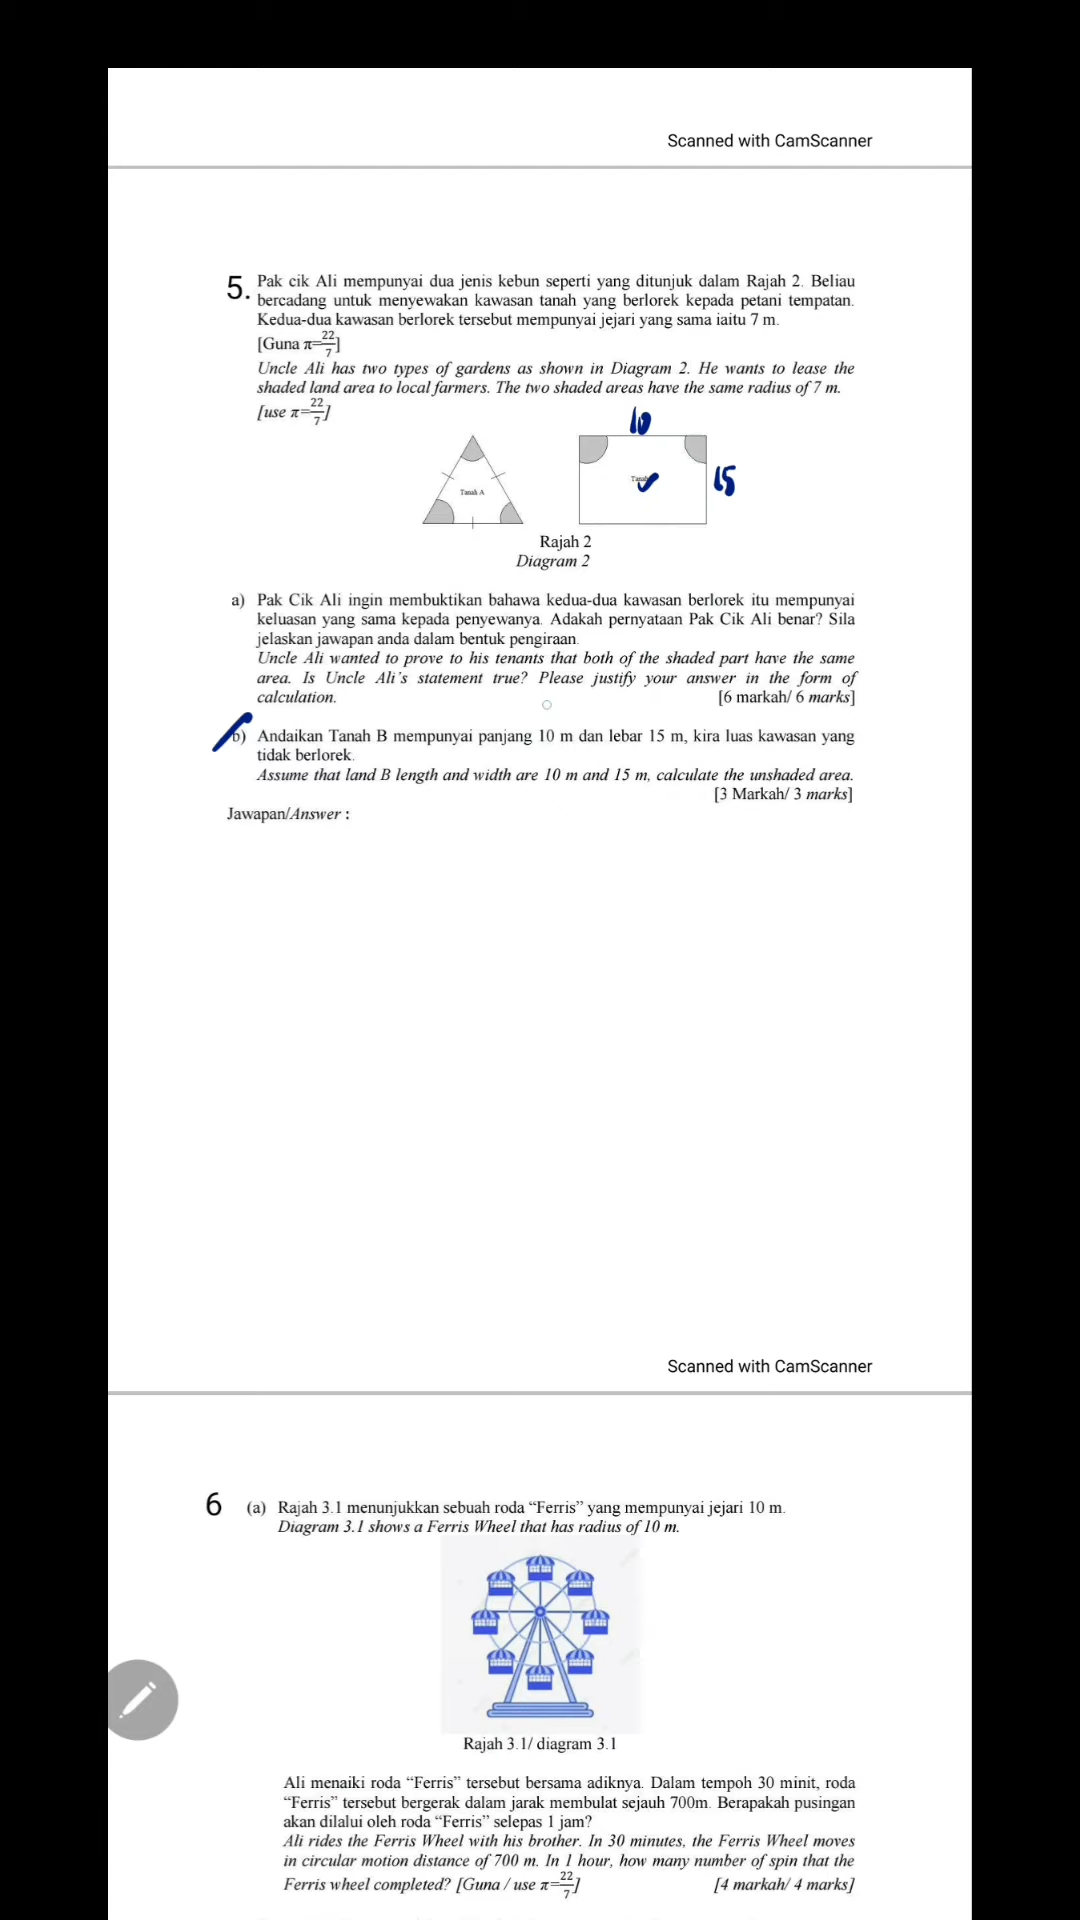 Scanned with CamScanner
5. Pak cik Ali mempunyai dua jenis kebun seperti yang ditunjuk dalam Rajah 2. Beliau
bercadang untuk menyewakan kawasan tanah yang berlorek kepada petani tempatan.
Kedua-dua kawasan berlorek tersebut mempunyai jejari yang sama iaitu 7 m.
[Guna π=22/7]
Uncle Ali has two types of gardens as shown in Diagram 2. He wants to lease the
shaded land area to local farmers. The two shaded areas have the same radius of 7 m.
[use π=22/7]
10
Tanah A
15
Rajah 2
Diagram 2
a) Pak Cik Ali ingin membuktikan bahawa kedua-dua kawasan berlorek itu mempunyai
keluasan yang sama kepada penyewanya. Adakah pernyataan Pak Cik Ali benar? Sila
jelaskan jawapan anda dalam bentuk pengiraan.
Uncle Ali wanted to prove to his tenants that both of the shaded part have the same
area. Is Uncle Ali's statement true? Please justify your answer in the form of
calculation. [6 markah/ 6 marks]
b) Andaikan Tanah B mempunyai panjang 10 m dan lebar 15 m, kira luas kawasan yang
tidak berlorek.
Assume that land B length and width are 10 m and 15 m, calculate the unshaded area.
[3 Markah/ 3 marks]
Jawapan/Answer :
Scanned with CamScanner
6 (a) Rajah 3.1 menunjukkan sebuah roda “Ferris” yang mempunyai jejari 10 m.
Diagram 3.1 shows a Ferris Wheel that has radius of 10 m.
Rajah 3.1/ diagram 3.1
Ali menaiki roda “Ferris” tersebut bersama adiknya. Dalam tempoh 30 minit, roda
“Ferris” tersebut bergerak dalam jarak membulat sejauh 700m. Berapakah pusingan
akan dilalui oleh roda “Ferris” selepas 1 jam?
Ali rides the Ferris Wheel with his brother. In 30 minutes, the Ferris Wheel moves
in circular motion distance of 700 m. In 1 hour, how many number of spin that the
Ferris wheel completed? [Guna / use π=22/7] [4 markah/ 4 marks]